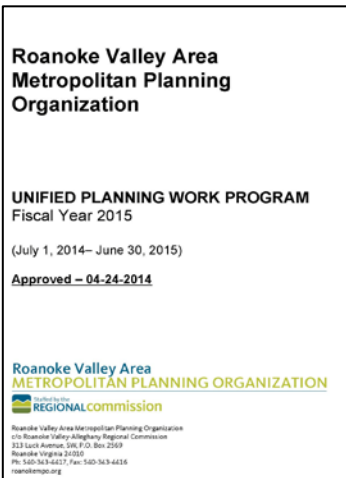 Roanoke Valley Area
Metropolitan Planning
Organization
UNIFIED PLANNING WORK PROGRAM
Fiscal Year 2015
(July 1, 2014– June 30, 2015)
Approved – 04-24-2014
Roanoke Valley Area
METROPOLITAN PLANNING ORGANIZATION
Staffed by the
REGIONALcommission
Roanoke Valley Area Metropolitan Planning Organization
c/o Roanoke Valley-Alleghany Regional Commission
313 Luck Avenue, SW, P.O. Box 2569
Roanoke Virginia 24010
Ph: 540-343-4417, Fax: 540-343-4416
roanokempo.org